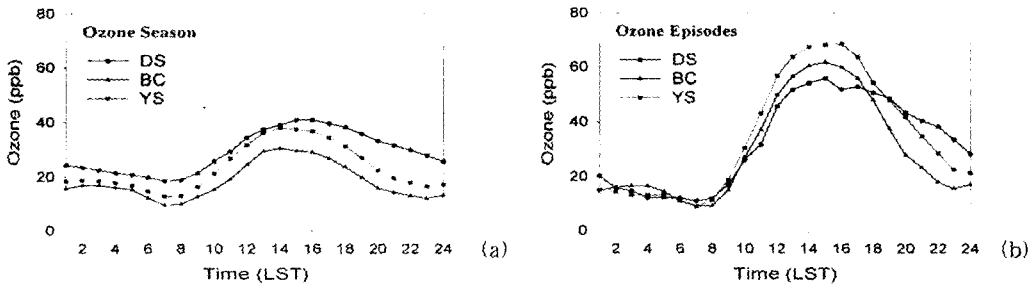 80
Ozone Season
DS
BC
YS
60
40
20
0
Ozone (ppb)
2 4 6 8 10 12 14 16 18 20 22 24
Time (LST)
(a)
80
Ozone Episodes
DS
BC
YS
60
40
20
0
Ozone (ppb)
2 4 6 8 10 12 14 16 18 20 22 24
Time (LST)
(b)